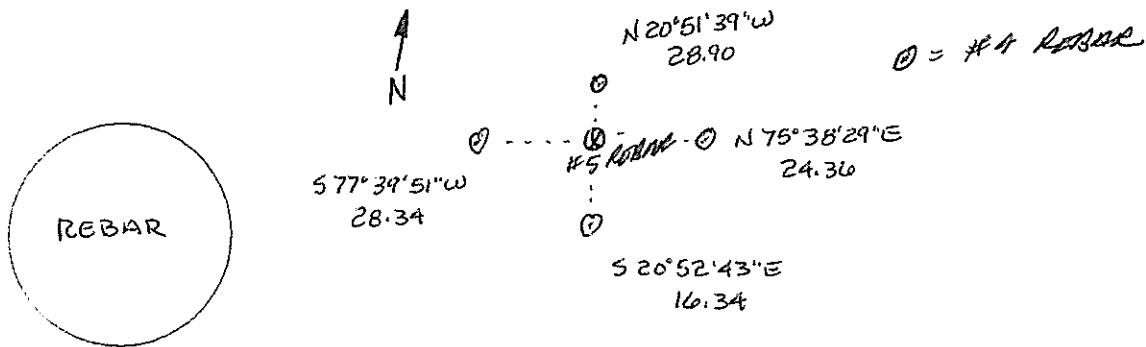 N 20°51'39"W
28.90
= #4 REBAR
N
#5 REBAR
N 75°38'29"E
24.36
S 77°39'51"W
28.34
REBAR
S 20°52'43"E
16.34